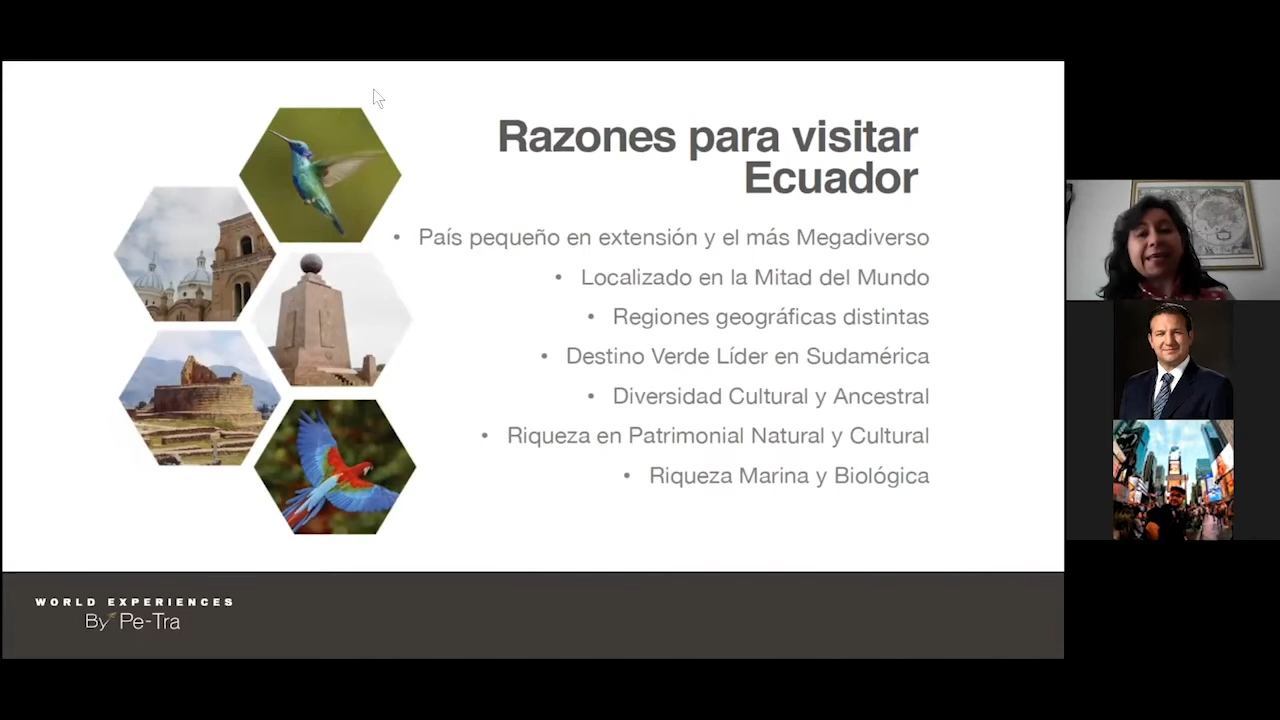 Razones para visitar
Ecuador
• País pequeño en extensión y el más Megadiverso
• Localizado en la Mitad del Mundo
• Regiones geográficas distintas
• Destino Verde Líder en Sudamérica
• Diversidad Cultural y Ancestral
• Riqueza en Patrimonial Natural y Cultural
• Riqueza Marina y Biológica
WORLD EXPERIENCES
By Pe-Tra